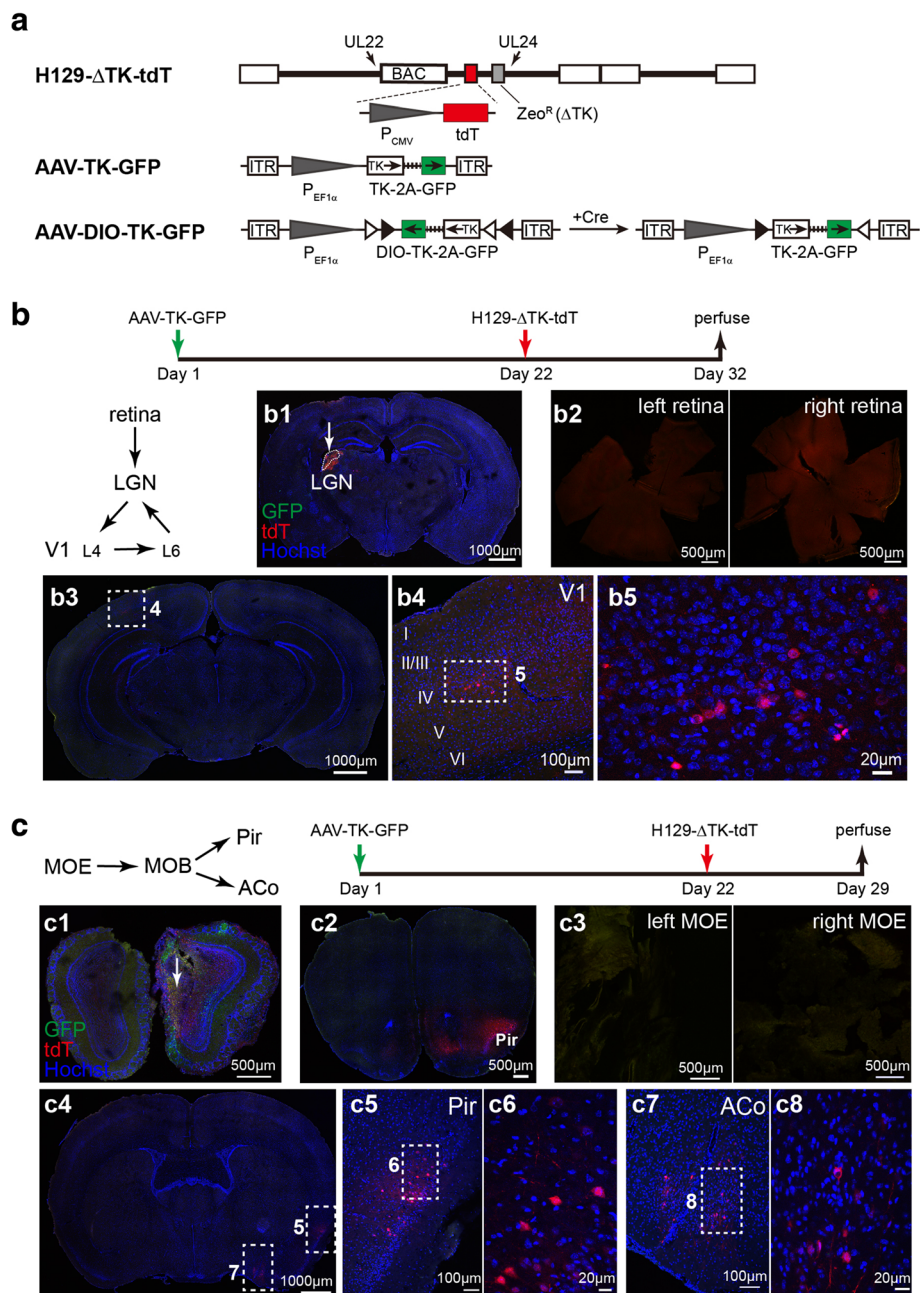 a
UL22
UL24
H129-ΔTK-tdT
BAC
Zeo^R (ΔTK)
P_CMV
tdT
AAV-TK-GFP
ITR
TK
ITR
P_EF1α
TK-2A-GFP
AAV-DIO-TK-GFP
ITR
TK
ITR
+Cre
ITR
TK
ITR
P_EF1α
DIO-TK-2A-GFP
P_EF1α
TK-2A-GFP
b
AAV-TK-GFP
H129-ΔTK-tdT
perfuse
Day 1
Day 22
Day 32
retina
LGN
V1 L4 L6
b1
LGN
GFP
tdT
Hochst
1000μm
b2
left retina
right retina
500μm
500μm
b3
4
1000μm
b4
V1
I
II/III
5
IV
V
VI
100μm
b5
20μm
c
Pir
MOE
MOB
ACo
AAV-TK-GFP
H129-ΔTK-tdT
perfuse
Day 1
Day 22
Day 29
c1
GFP
tdT
Hochst
500μm
c2
Pir
500μm
c3
left MOE
right MOE
500μm
500μm
c4
5
7
1000μm
c5
Pir
6
100μm
c6
20μm
c7
ACo
8
100μm
c8
20μm